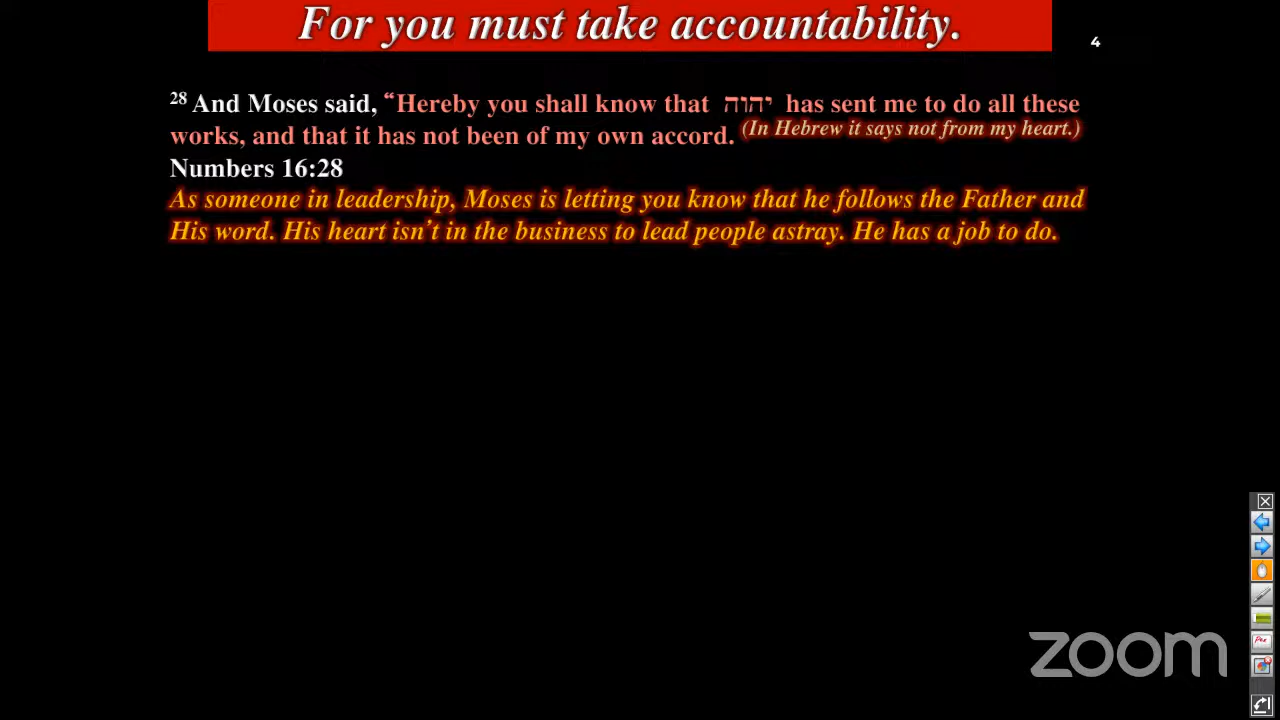 For you must take accountability.
4
28 And Moses said, “Hereby you shall know that יהוה has sent me to do all these
works, and that it has not been of my own accord. (In Hebrew it says not from my heart.)
Numbers 16:28
As someone in leadership, Moses is letting you know that he follows the Father and
His word. His heart isn’t in the business to lead people astray. He has a job to do.
Pen
zoom